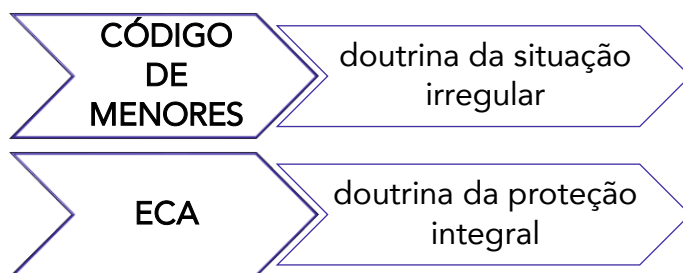 CÓDIGO
DE
MENORES
doutrina da situação
irregular
ECA
doutrina da proteção
integral